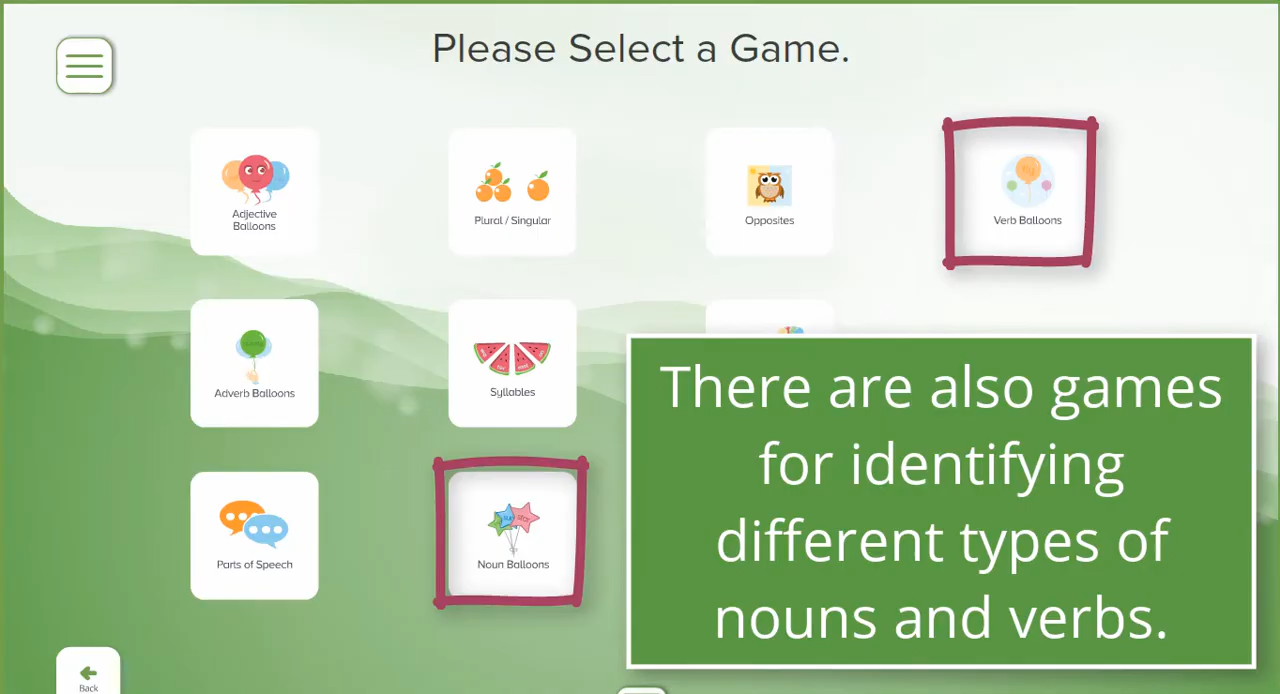 Please Select a Game.
Adjective
Balloons
Plural / Singular
Opposites
Verb Balloons
Adverb Balloons
Syllables
There are also games
for identifying
different types of
nouns and verbs.
Parts of Speech
Noun Balloons
Back